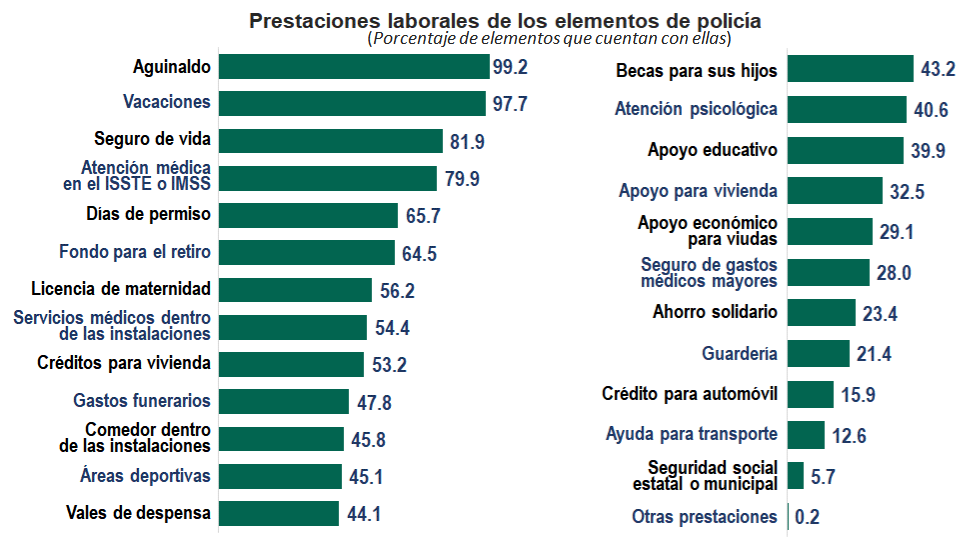 Prestaciones laborales de los elementos de policía
(Porcentaje de elementos que cuentan con ellas)
Aguinaldo 99.2
Vacaciones 97.7
Seguro de vida 81.9
Atención médica
en el ISSTE o IMSS 79.9
Días de permiso 65.7
Fondo para el retiro 64.5
Licencia de maternidad 56.2
Servicios médicos dentro
de las instalaciones 54.4
Créditos para vivienda 53.2
Gastos funerarios 47.8
Comedor dentro
de las instalaciones 45.8
Áreas deportivas 45.1
Vales de despensa 44.1
Becas para sus hijos 43.2
Atención psicológica 40.6
Apoyo educativo 39.9
Apoyo para vivienda 32.5
Apoyo económico
para viudas 29.1
Seguro de gastos
médicos mayores 28.0
Ahorro solidario 23.4
Guardería 21.4
Crédito para automóvil 15.9
Ayuda para transporte 12.6
Seguridad social
estatal o municipal 5.7
Otras prestaciones 0.2